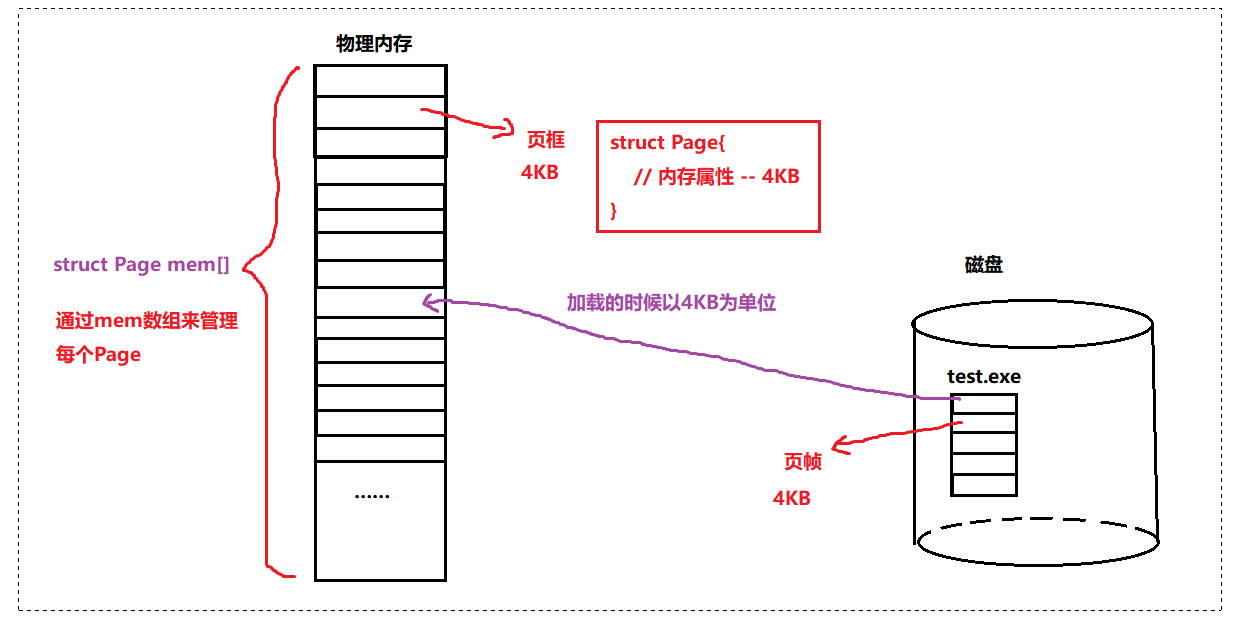 物理内存
页框
4KB
struct Page{
// 内存属性 -- 4KB
}
struct Page mem[]
通过mem数组来管理
每个Page
加载的时候以4KB为单位
磁盘
test.exe
页帧
4KB
......